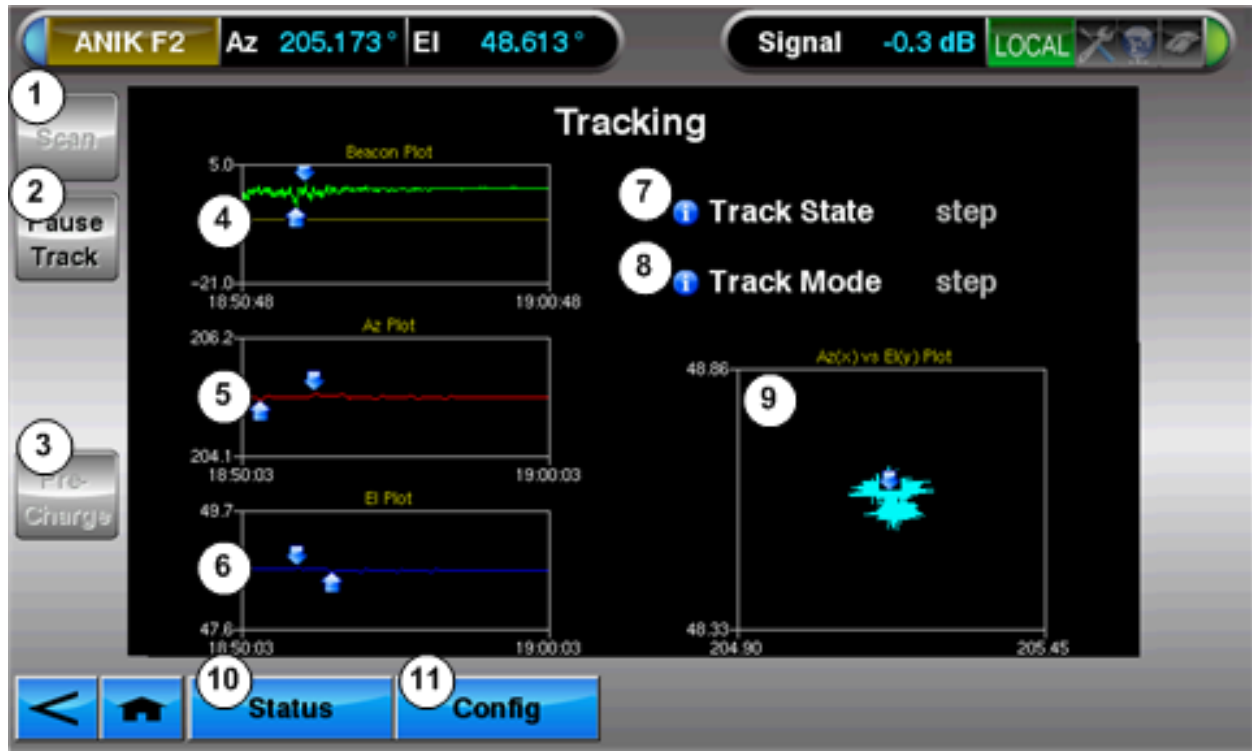 ANIK F2 Az 205.173° El 48.613° Signal -0.3 dB LOCAL
1
Scan
2
Pause
Track
3
Pre-
Charge
Tracking
Beacon Plot
5.0
4
-21.0
18:50:48 19:00:48
Az Plot
206.2
5
204.1
18:50:03 19:00:03
El Plot
49.7
6
47.6
18:50:03 19:00:03
7
Track State step
8
Track Mode step
Az(x) vs El(y) Plot
48.86
9
48.33
204.90 205.45
10
Status
11
Config